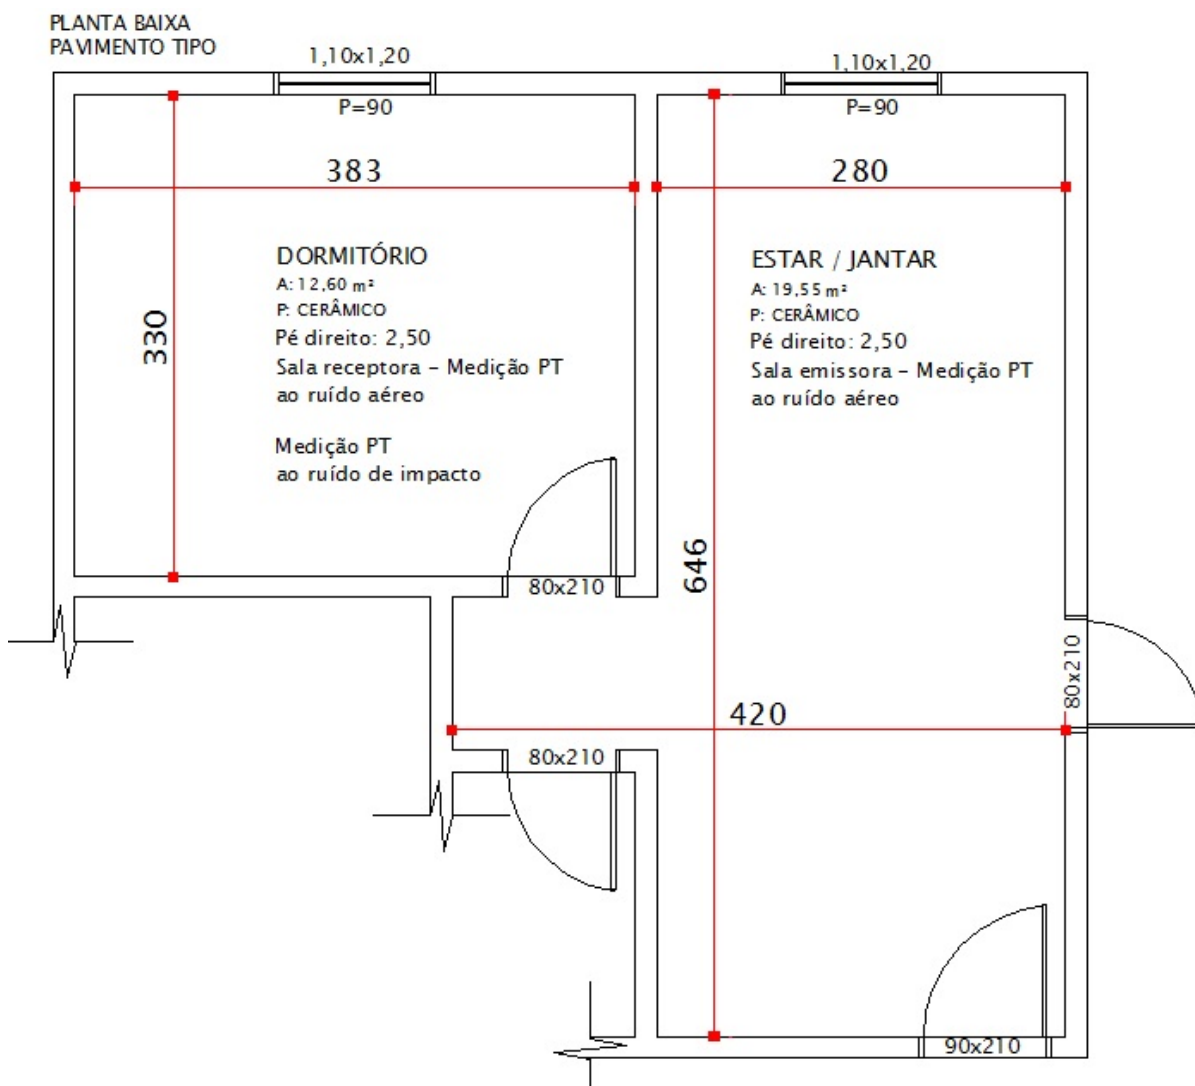 PLANTA BAIXA
PAVIMENTO TIPO
1,10x1,20
P=90
383
330
DORMITÓRIO
A: 12,60 m²
P: CERÂMICO
Pé direito: 2,50
Sala receptora – Medição PT
ao ruído aéreo
Medição PT
ao ruído de impacto
80x210
1,10x1,20
P=90
280
ESTAR / JANTAR
A: 19,55 m²
P: CERÂMICO
Pé direito: 2,50
Sala emissora – Medição PT
ao ruído aéreo
646
80x210
420
80x210
90x210